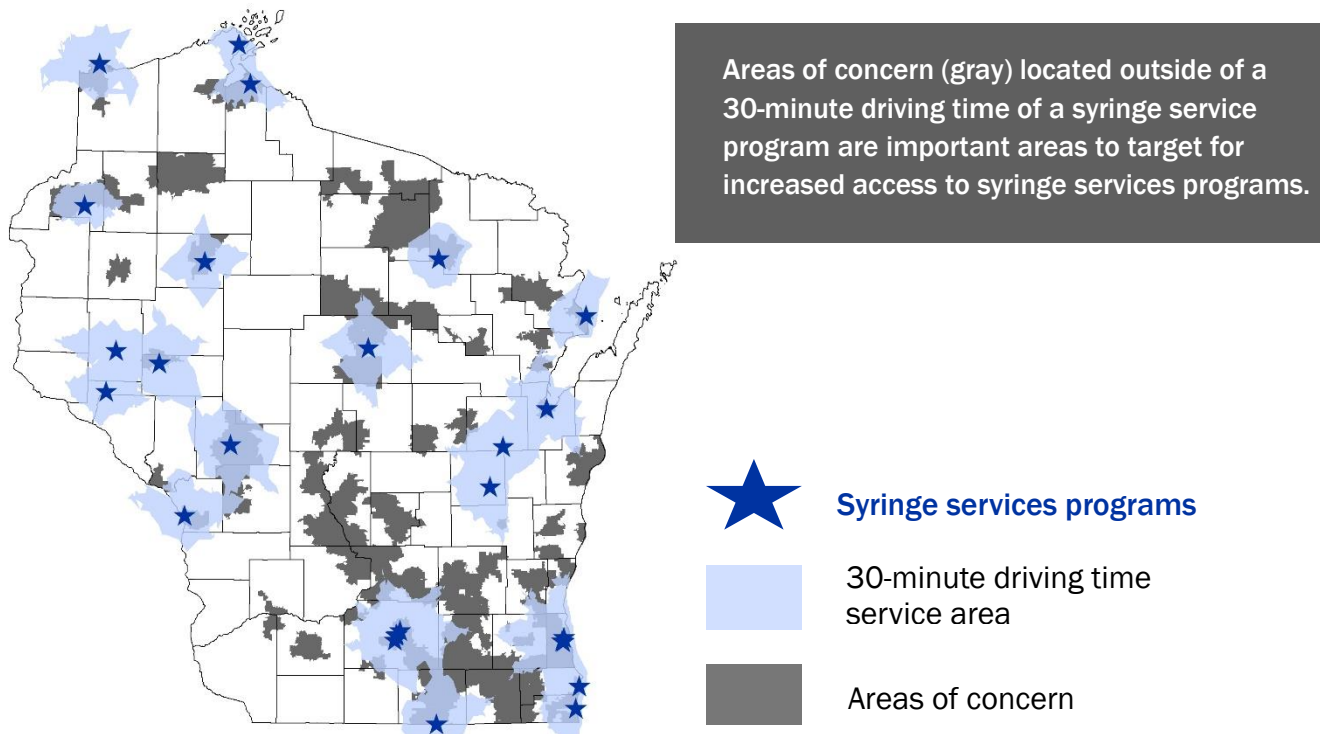 Areas of concern (gray) located outside of a
30-minute driving time of a syringe service
program are important areas to target for
increased access to syringe services programs.
Syringe services programs
30-minute driving time
service area
Areas of concern